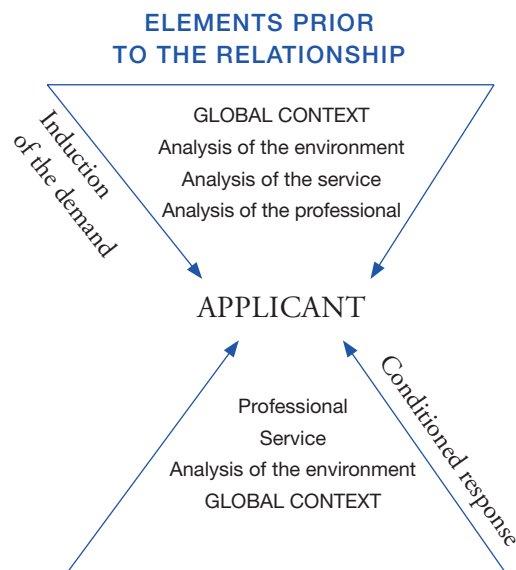 ELEMENTS PRIOR
TO THE RELATIONSHIP
Induction
of the demand
GLOBAL CONTEXT
Analysis of the environment
Analysis of the service
Analysis of the professional
APPLICANT
Professional
Service
Analysis of the environment
GLOBAL CONTEXT
Conditioned response